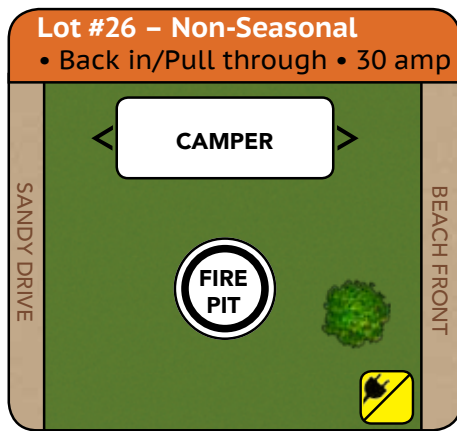 Lot #26 – Non-Seasonal
• Back in/Pull through • 30 amp
< CAMPER >
SANDY DRIVE
BEACH FRONT
FIRE
PIT